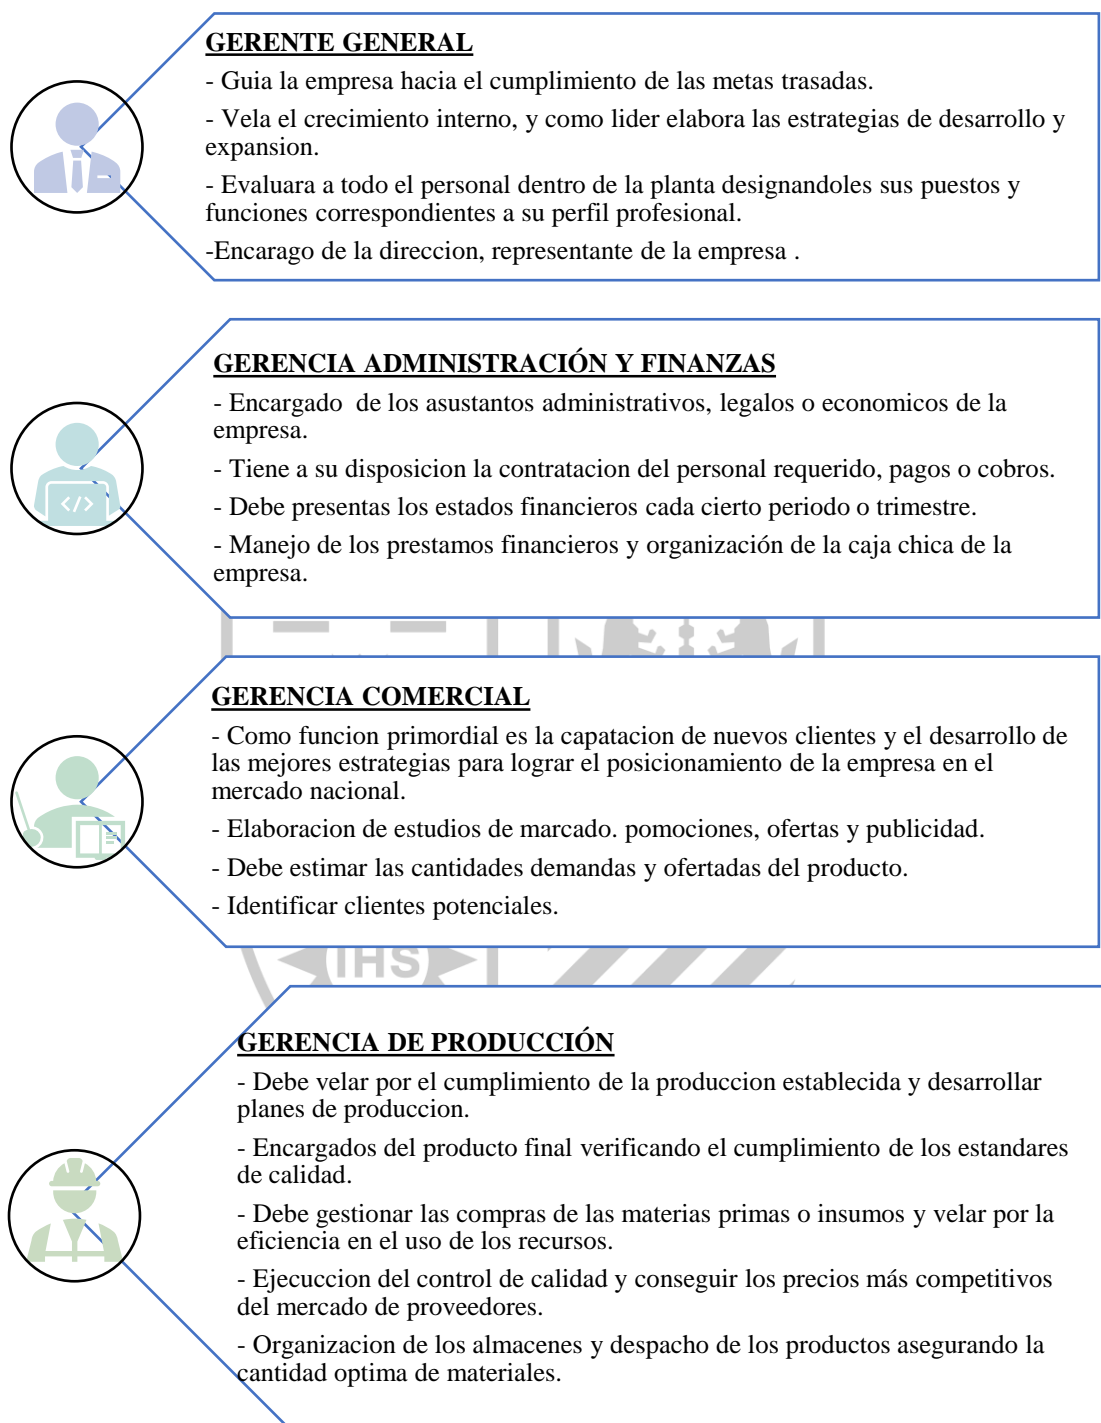 GERENTE GENERAL
- Guia la empresa hacia el cumplimiento de las metas trasadas.
- Vela el crecimiento interno, y como lider elabora las estrategias de desarrollo y
expansion.
- Evaluara a todo el personal dentro de la planta designandoles sus puestos y
funciones correspondientes a su perfil profesional.
-Encarago de la direccion, representante de la empresa .
GERENCIA ADMINISTRACIÓN Y FINANZAS
- Encargado  de los asustantos administrativos, legalos o economicos de la
empresa.
- Tiene a su disposicion la contratacion del personal requerido, pagos o cobros.
- Debe presentas los estados financieros cada cierto periodo o trimestre.
- Manejo de los prestamos financieros y organización de la caja chica de la
empresa.
</>
GERENCIA COMERCIAL
- Como funcion primordial es la capatacion de nuevos clientes y el desarrollo de
las mejores estrategias para lograr el posicionamiento de la empresa en el
mercado nacional.
- Elaboracion de estudios de marcado. pomociones, ofertas y publicidad.
- Debe estimar las cantidades demandas y ofertadas del producto.
- Identificar clientes potenciales.
IHS
GERENCIA DE PRODUCCIÓN
- Debe velar por el cumplimiento de la produccion establecida y desarrollar
planes de produccion.
- Encargados del producto final verificando el cumplimiento de los estandares
de calidad.
- Debe gestionar las compras de las materias primas o insumos y velar por la
eficiencia en el uso de los recursos.
- Ejecuccion del control de calidad y conseguir los precios más competitivos
del mercado de proveedores.
- Organizacion de los almacenes y despacho de los productos asegurando la
cantidad optima de materiales.